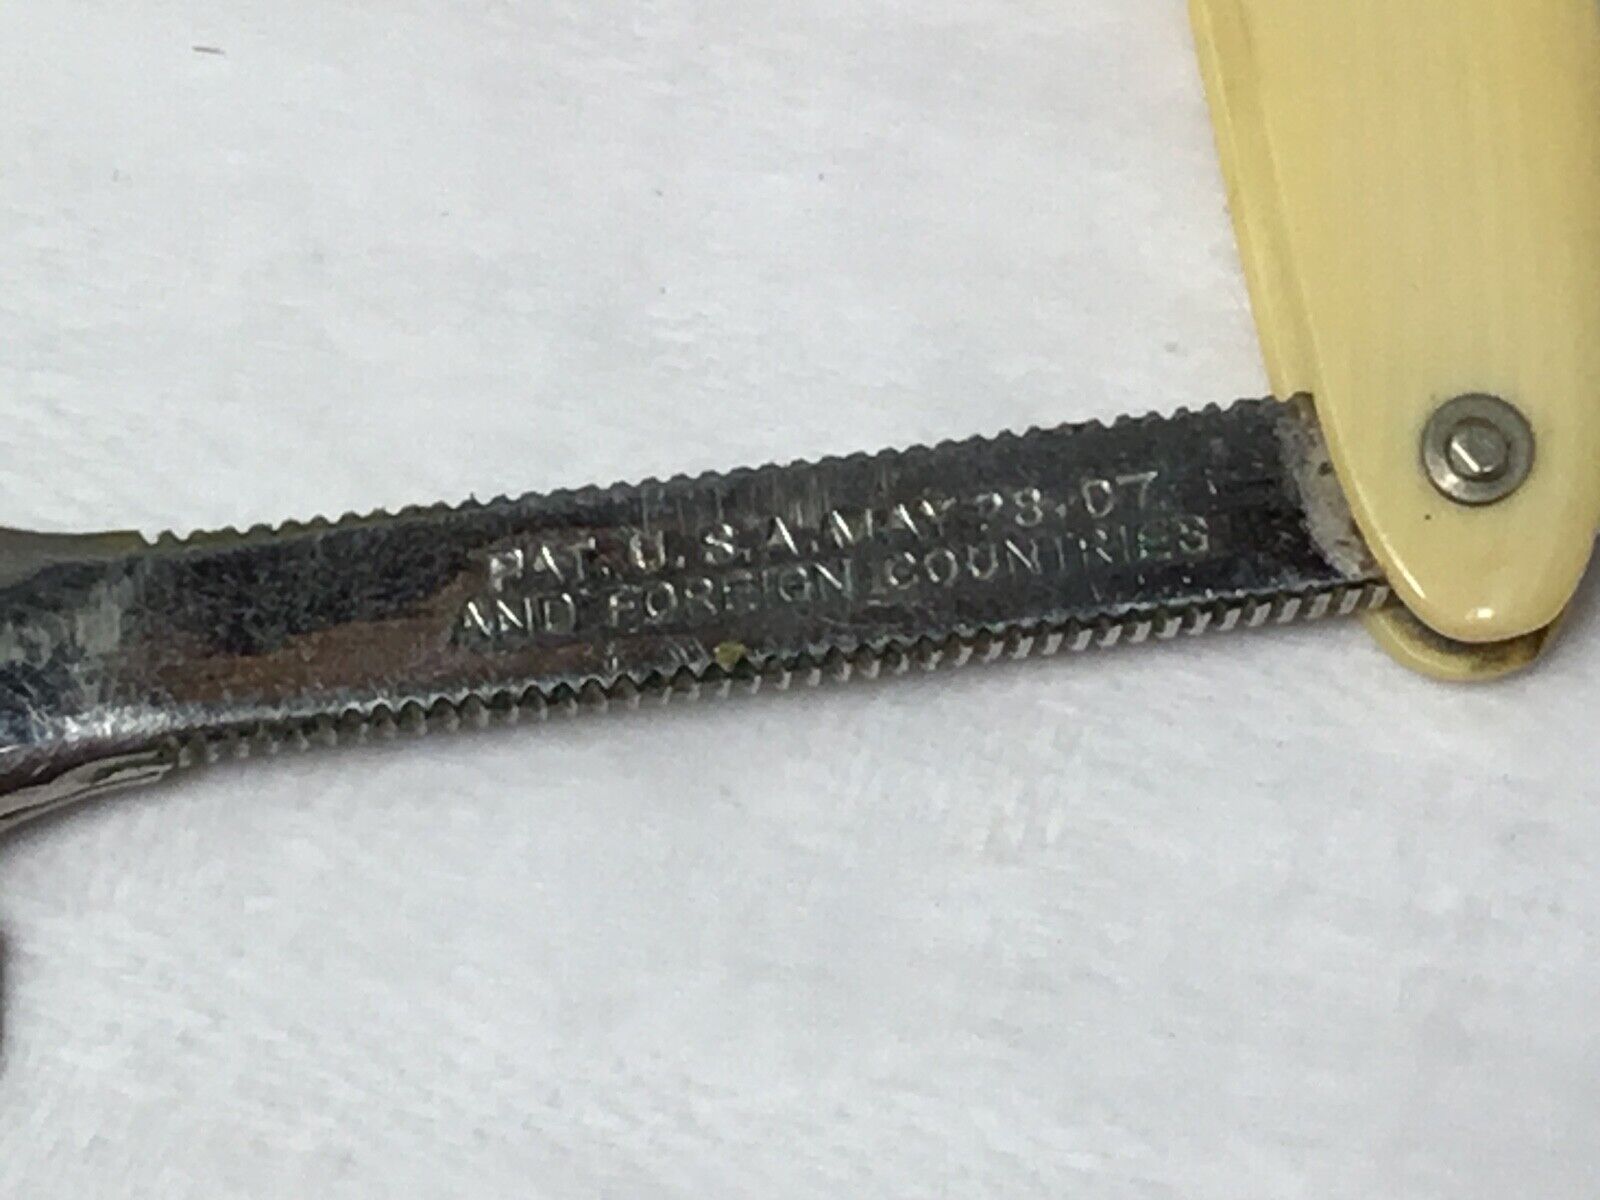 PAT. U. S. A. MAY 28-07
AND FOREIGN COUNTRIES